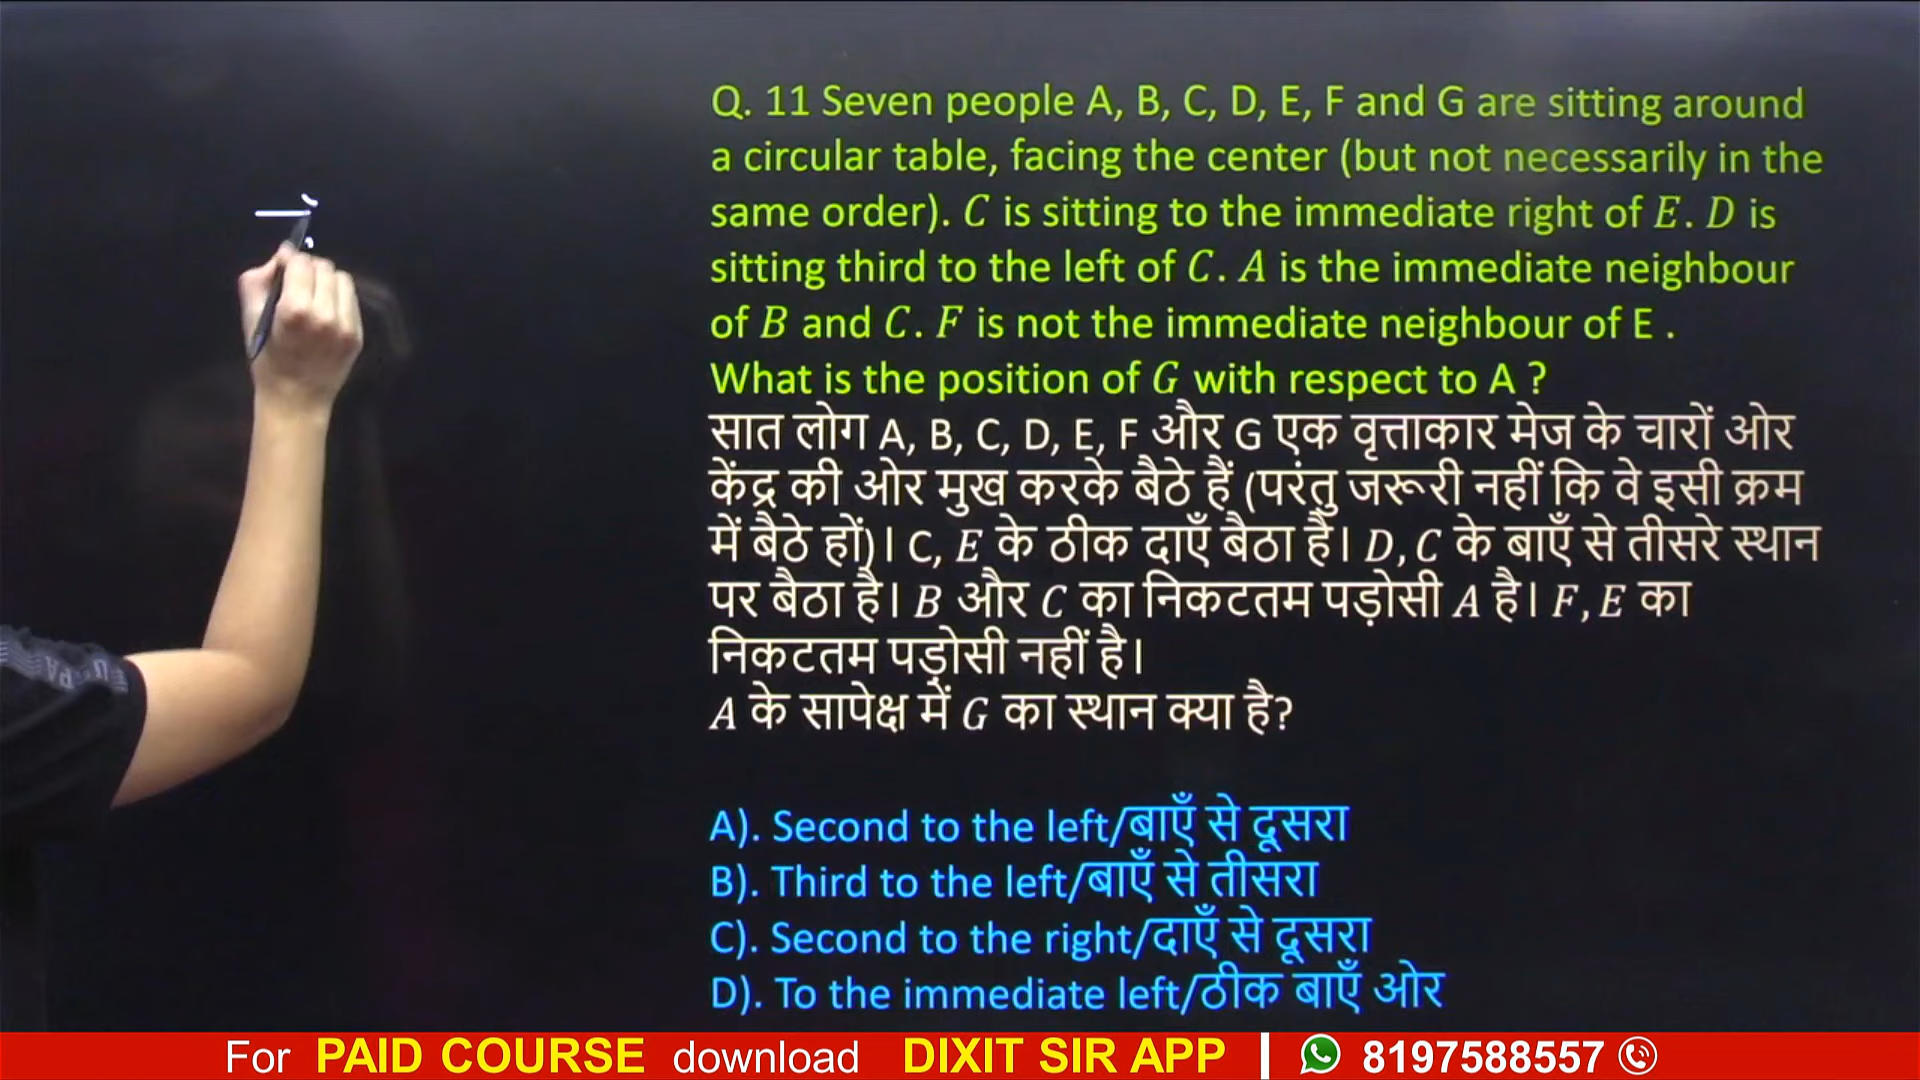 Q. 11 Seven people A, B, C, D, E, F and G are sitting around
a circular table, facing the center (but not necessarily in the
same order). C is sitting to the immediate right of E. D is
sitting third to the left of C. A is the immediate neighbour
of B and C. F is not the immediate neighbour of E .
What is the position of G with respect to A ?
सात लोग A, B, C, D, E, F और G एक वृत्ताकार मेज के चारों ओर
केंद्र की ओर मुख करके बैठे हैं (परंतु जरूरी नहीं कि वे इसी क्रम
में बैठे हों)। C, E के ठीक दाएँ बैठा है। D, C के बाएँ से तीसरे स्थान
पर बैठा है। B और C का निकटतम पड़ोसी A है। F, E का
निकटतम पड़ोसी नहीं है।
A के सापेक्ष में G का स्थान क्या है?
A). Second to the left/बाएँ से दूसरा
B). Third to the left/बाएँ से तीसरा
C). Second to the right/दाएँ से दूसरा
D). To the immediate left/ठीक बाएँ ओर
For PAID COURSE download DIXIT SIR APP | 8197588557